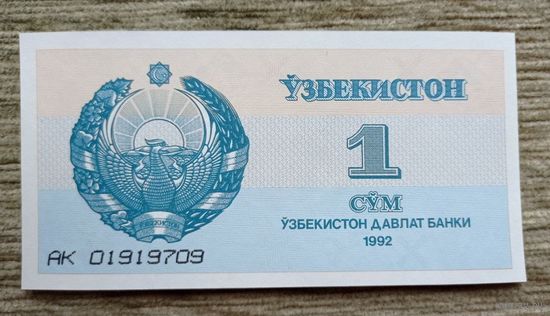 ЎЗБЕКИСТОН
1
СЎМ
ЎЗБЕКИСТОН ДАВЛАТ БАНКИ
1992
АК 01919709